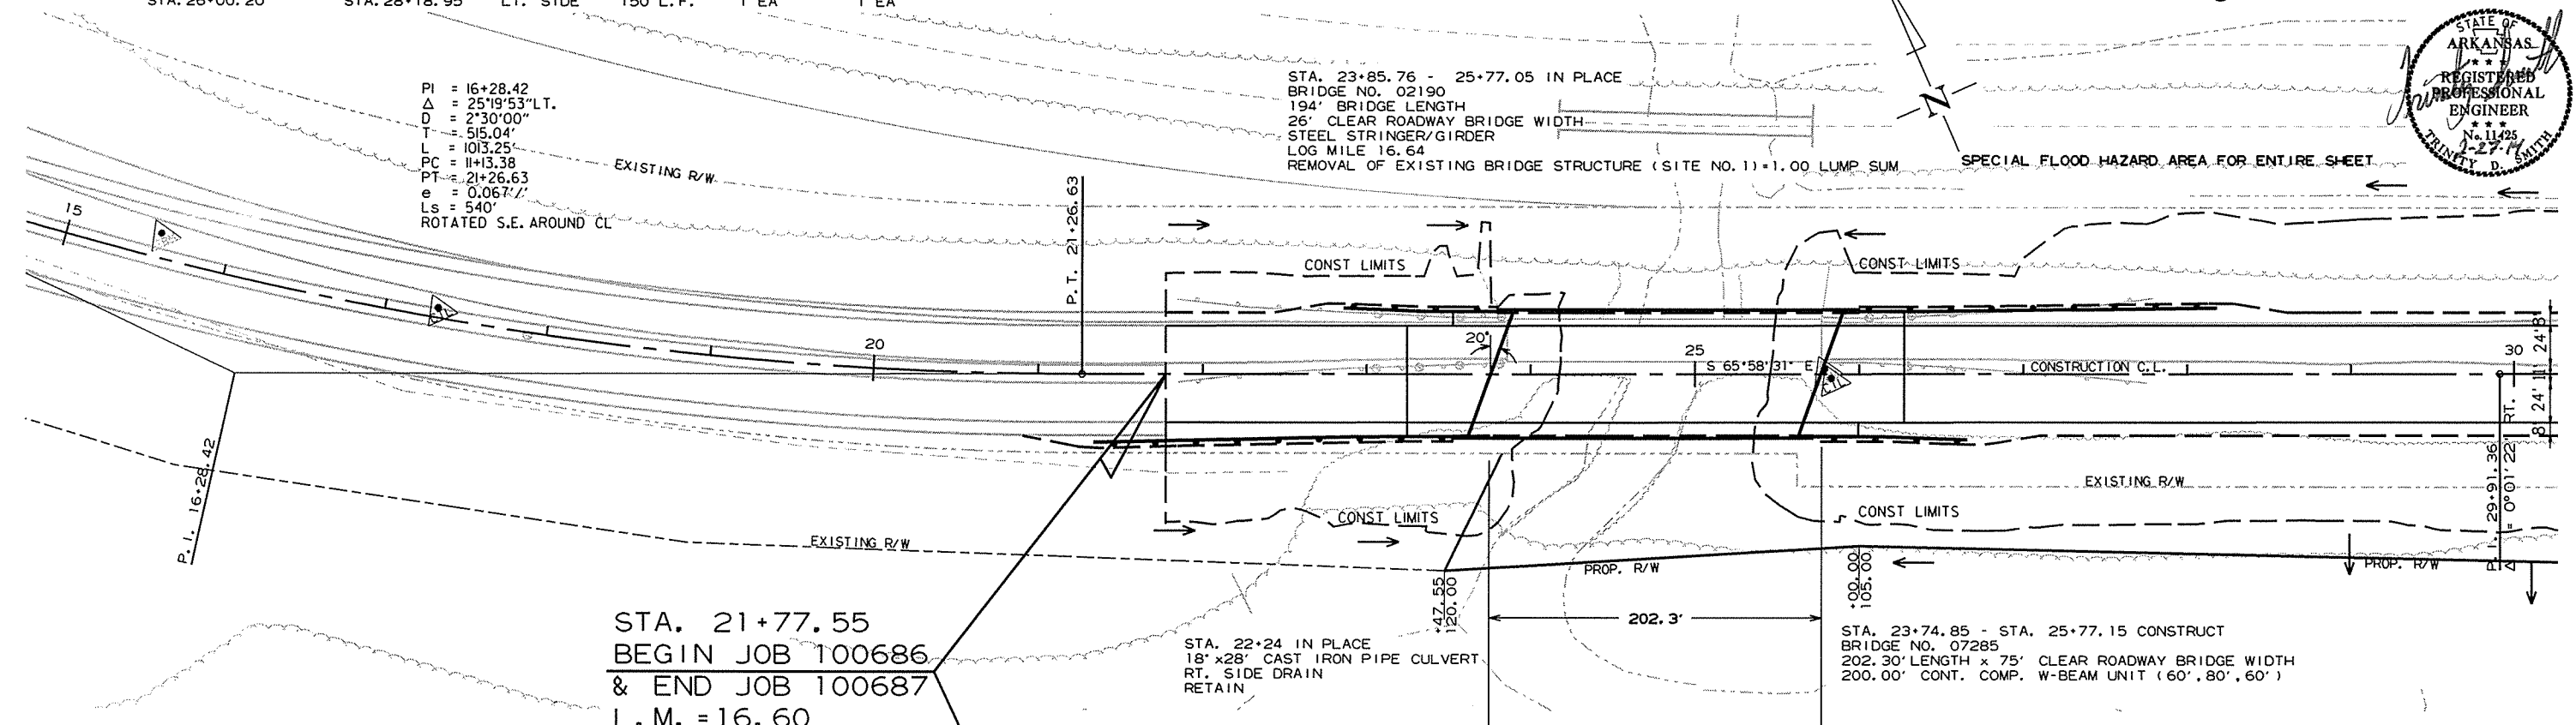 STA. 26+00.20 STA. 28+18.95 LT. SIDE 150 L.F. 1 EA 1 EA
PI = 16+28.42
Δ = 25°19'53"LT.
D = 2°30'00"
T = 515.04'
L = 1013.25'
PC = 11+13.38
PT = 21+26.63
e = 0.067'/'
Ls = 540'
ROTATED S.E. AROUND CL
EXISTING R/W
STA. 23+85.76 - 25+77.05 IN PLACE
BRIDGE NO. 02190
194' BRIDGE LENGTH
26' CLEAR ROADWAY BRIDGE WIDTH
STEEL STRINGER/GIRDER
LOG MILE 16.64
REMOVAL OF EXISTING BRIDGE STRUCTURE (SITE NO. 1)=1.00 LUMP SUM
N
SPECIAL FLOOD HAZARD AREA FOR ENTIRE SHEET
STATE OF
ARKANSAS
REGISTERED
PROFESSIONAL
ENGINEER
No. 11425
TRINITY D. SMITH
15
P.T. 21+26.63
CONST LIMITS
CONST LIMITS
20
20°
25
S 65°58'31" E
CONSTRUCTION C.L.
30
24'8'
24'11'
8'
P.I. 16+28.42
EXISTING R/W
CONST LIMITS
CONST LIMITS
EXISTING R/W
P.I. 29+91.36
Δ = 0°01'22" RT.
PROP. R/W
PROP. R/W
+47.55
120.00
+00.00
105.00
202.3'
STA. 21+77.55
BEGIN JOB 100686
& END JOB 100687
L.M. =16.60
STA. 22+24 IN PLACE
18"x28' CAST IRON PIPE CULVERT
RT. SIDE DRAIN
RETAIN
STA. 23+74.85 - STA. 25+77.15 CONSTRUCT
BRIDGE NO. 07285
202.30' LENGTH x 75' CLEAR ROADWAY BRIDGE WIDTH
200.00' CONT. COMP. W-BEAM UNIT (60',80',60')